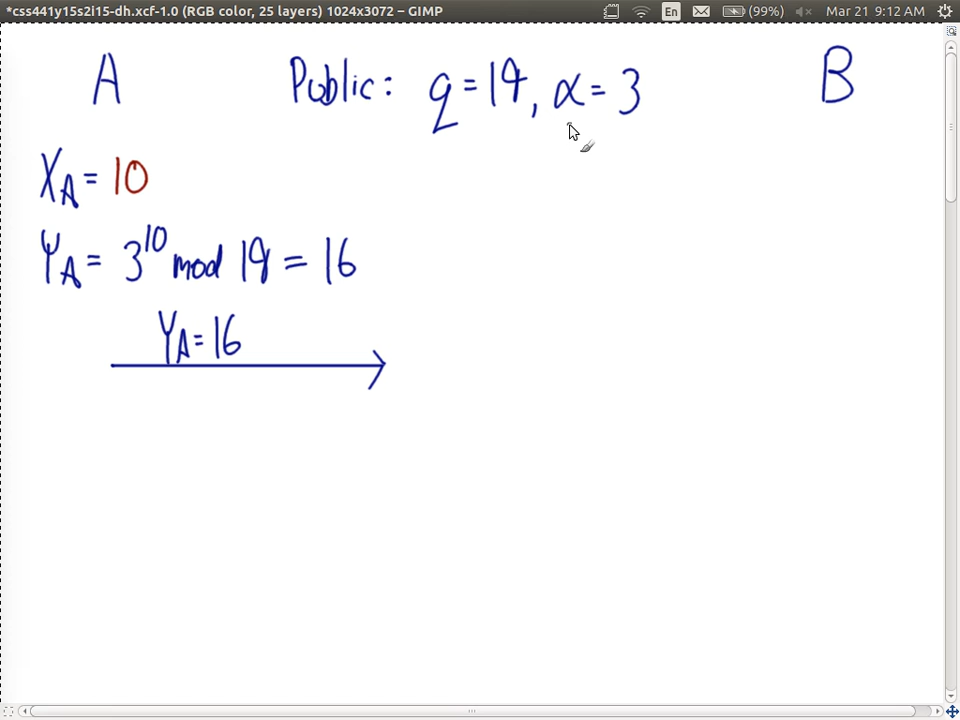 *css441y15s2i15-dh.xcf-1.0 (RGB color, 25 layers) 1024x3072 – GIMP En (99%) Mar 21 9:12 AM
A Public: q = 19, α = 3 B
X_A = 10
Y_A = 3^10 mod 19 = 16
Y_A = 16